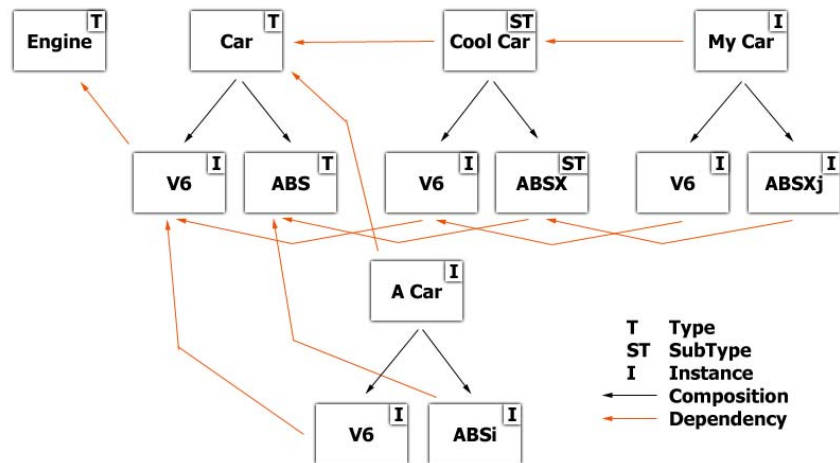 Engine T
Car T
Cool Car ST
My Car I
V6 I
ABS T
V6 I
ABSX ST
V6 I
ABSXj I
A Car I
T Type
ST SubType
I Instance
Composition
Dependency
V6 I
ABSi I